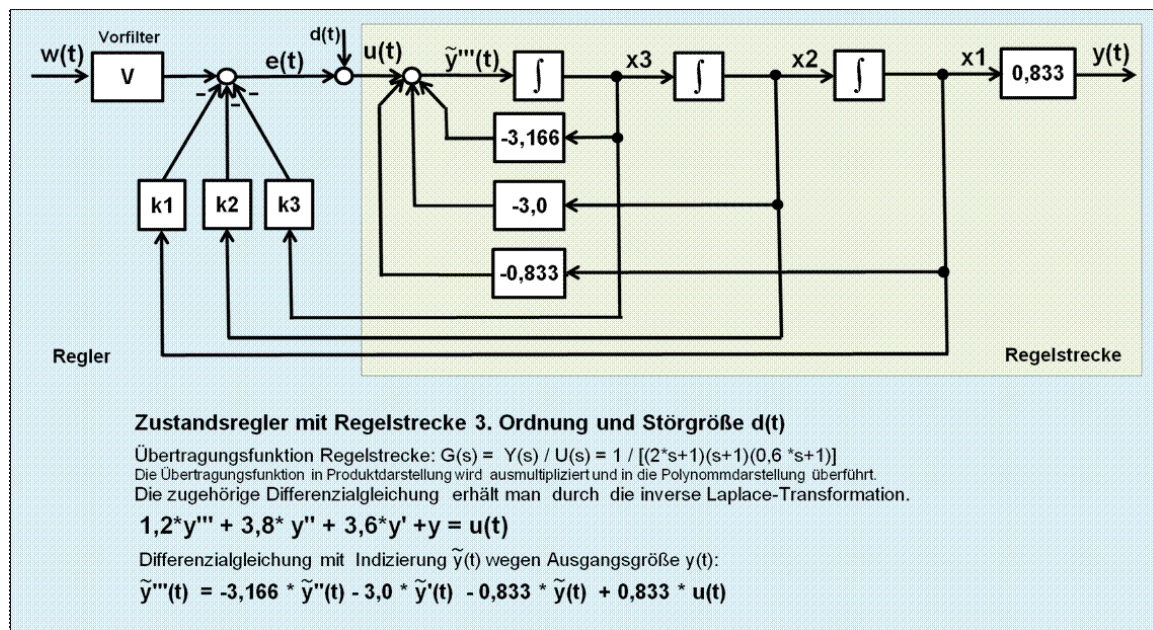 Vorfilter
d(t)
w(t)
V
e(t)
u(t)
ỹ'''(t)
∫
x3
∫
x2
∫
x1
0,833
y(t)
– – –
-3,166
k1
k2
k3
-3,0
-0,833
Regler
Regelstrecke
Zustandsregler mit Regelstrecke 3. Ordnung und Störgröße d(t)
Übertragungsfunktion Regelstrecke: G(s) = Y(s) / U(s) = 1 / [(2*s+1)(s+1)(0,6 *s+1)]
Die Übertragungsfunktion in Produktdarstellung wird ausmultipliziert und in die Polynommdarstellung überführt.
Die zugehörige Differenzialgleichung erhält man durch die inverse Laplace-Transformation.
1,2*y''' + 3,8* y'' + 3,6*y' +y = u(t)
Differenzialgleichung mit Indizierung ỹ(t) wegen Ausgangsgröße y(t):
ỹ'''(t) = -3,166 * ỹ''(t) - 3,0 * ỹ'(t) - 0,833 * ỹ(t) + 0,833 * u(t)